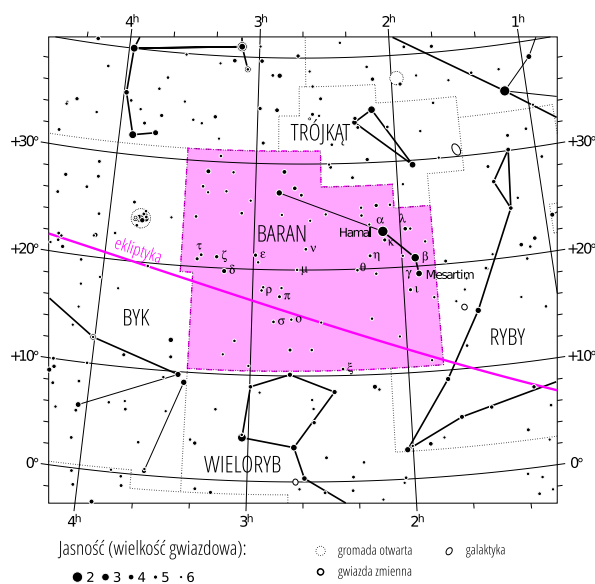 4h 3h 2h 1h
+30° +30°
+20° +20°
+10° +10°
0° 0°
4h 3h 2h
TRÓJKĄT
BARAN
Hamal
Mesartim
ekliptyka
BYK
RYBY
WIELORYB
α λ
κ β
γ ι
η θ
ν ε
μ
τ ζ δ
ρ π
σ ο
ξ
Jasność (wielkość gwiazdowa):
2 3 4 5 6
gromada otwarta
galaktyka
gwiazda zmienna